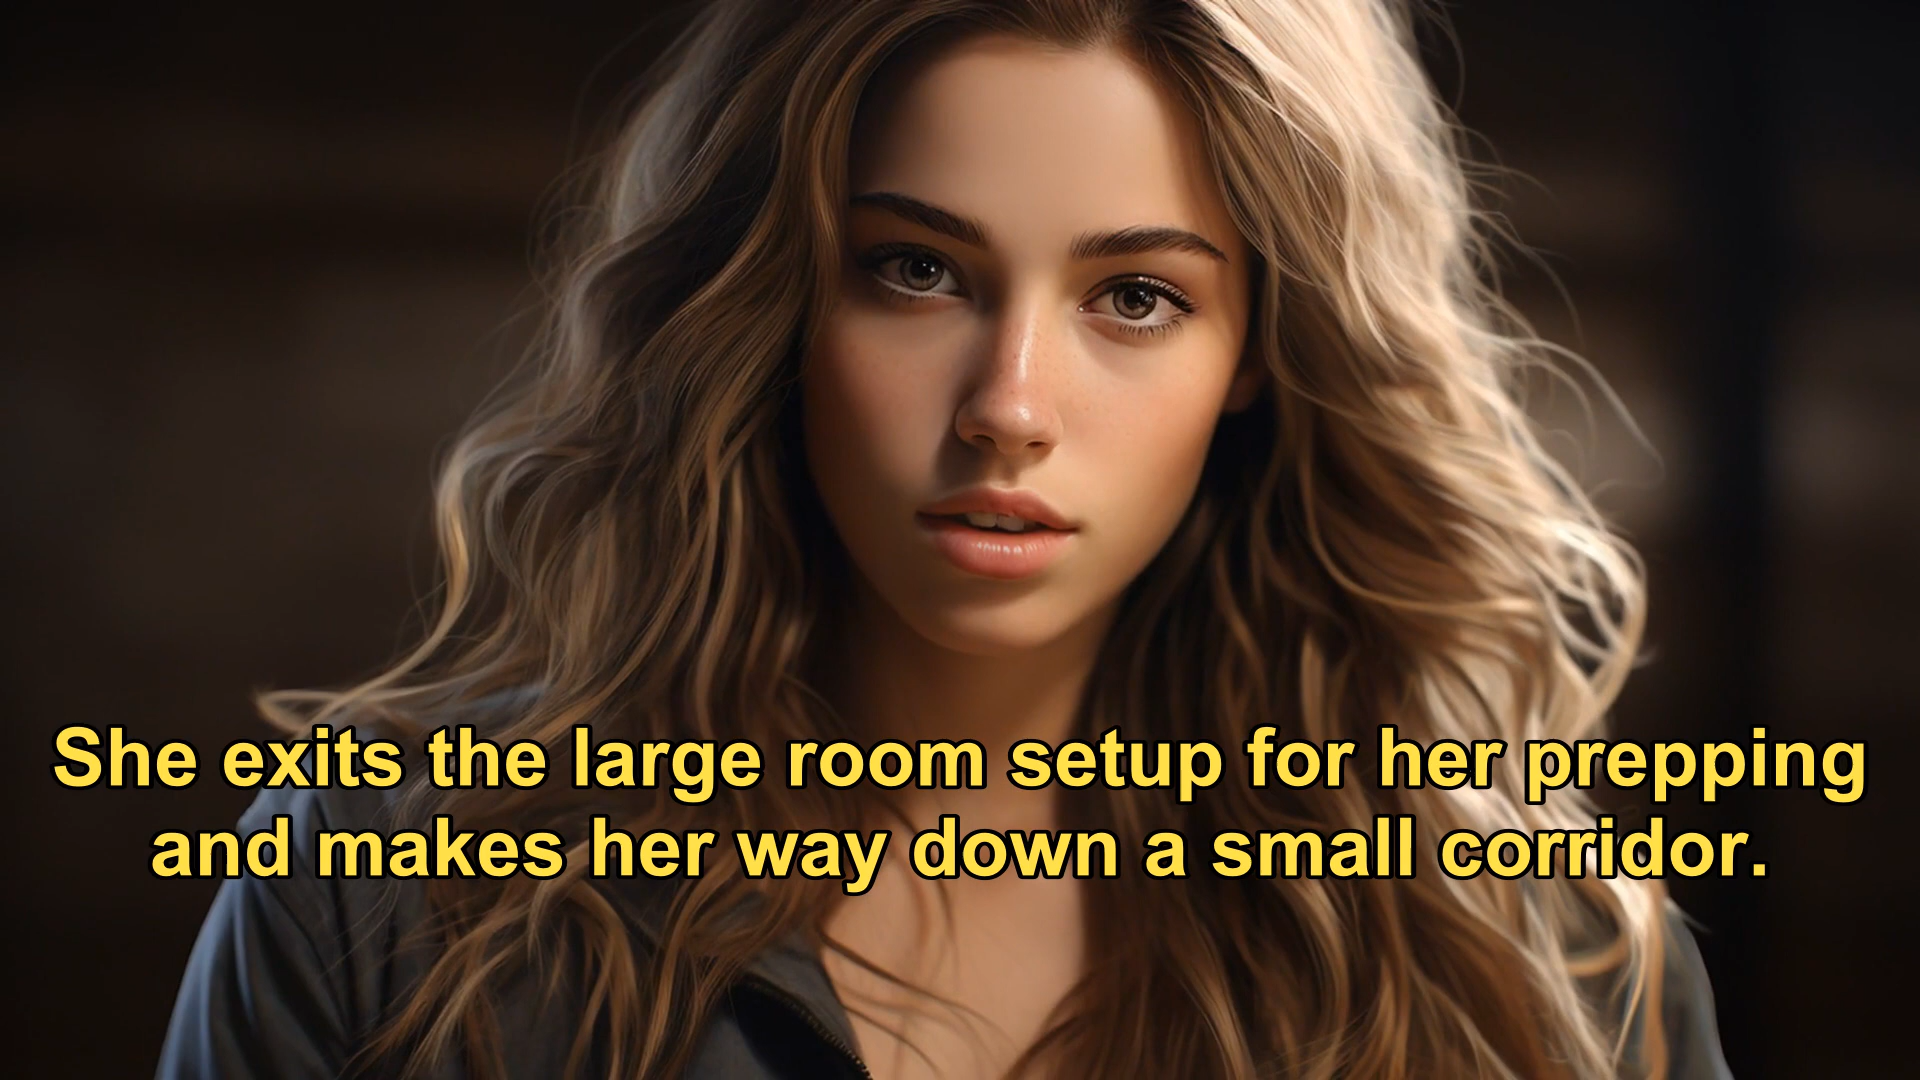 She exits the large room setup for her prepping
and makes her way down a small corridor.